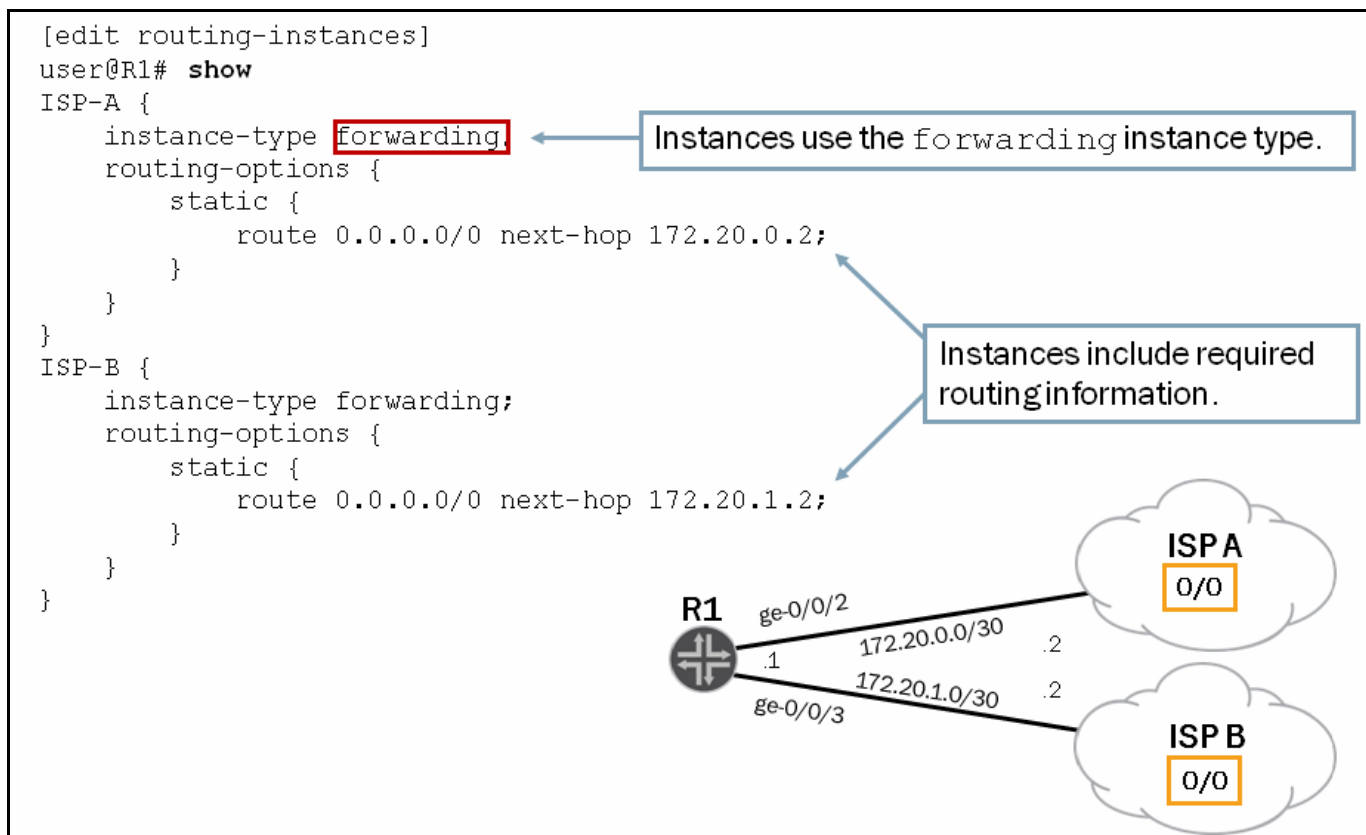 [edit routing-instances]
user@R1# show
ISP-A {
instance-type forwarding;
Instances use the forwarding instance type.
routing-options {
static {
route 0.0.0.0/0 next-hop 172.20.0.2;
}
}
}
ISP-B {
instance-type forwarding;
routing-options {
static {
route 0.0.0.0/0 next-hop 172.20.1.2;
}
}
}
Instances include required
routing information.
ISP A
0/0
R1
ge-0/0/2
172.20.0.0/30
.2
.1
172.20.1.0/30
.2
ge-0/0/3
ISP B
0/0